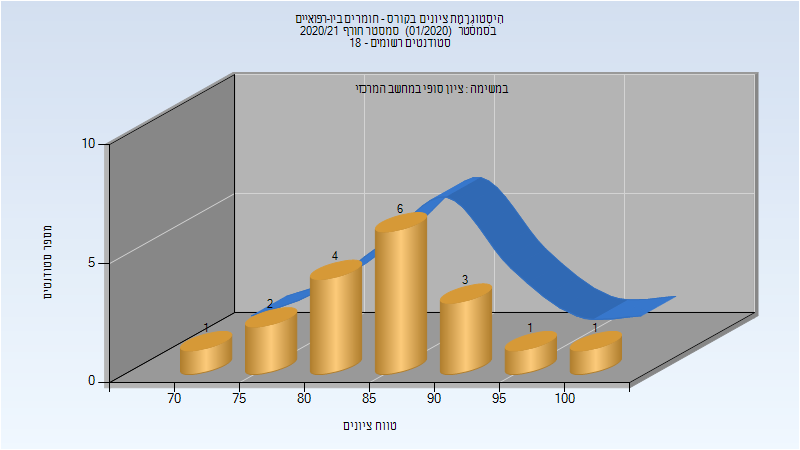 היסטוגרמת ציונים בקורס - חומרים ביו-רפואיים
בסמסטר (01/2020) סמסטר חורף 2020/21
סטודנטים רשומים - 18
במשימה : ציון סופי במחשב המרכזי
10
5
0
מספר סטודנטים
1
2
4
6
3
1
1
70
75
80
85
90
95
100
טווח ציונים